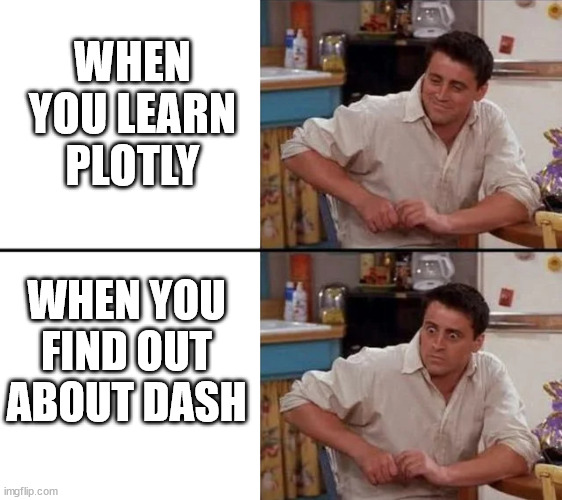 WHEN
YOU LEARN
PLOTLY
WHEN YOU
FIND OUT
ABOUT DASH
imgflip.com